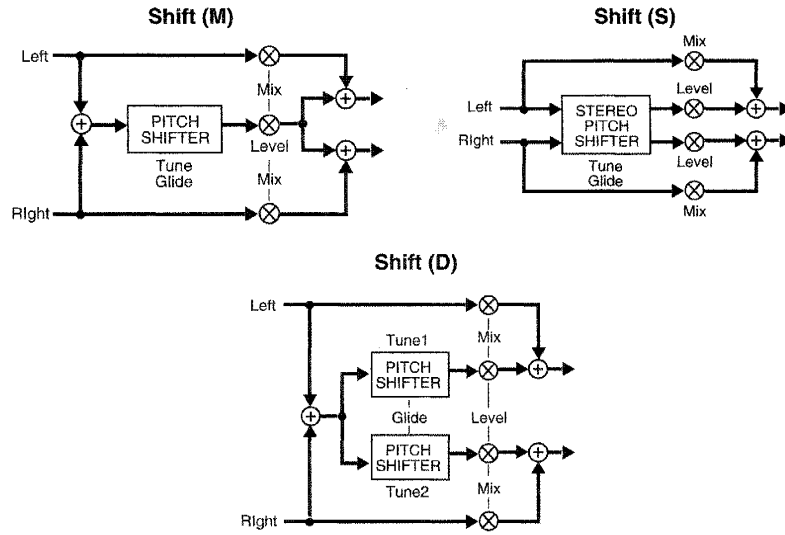 Shift (M)
Left
Mix
PITCH
SHIFTER
Level
Tune
Glide
Mix
RIght
Shift (S)
Mix
Left
Level
STEREO
PITCH
SHIFTER
RIght
Level
Tune
Glide
Mix
Shift (D)
Left
Tune1
Mix
PITCH
SHIFTER
Glide
Level
PITCH
SHIFTER
Tune2
Mix
RIght